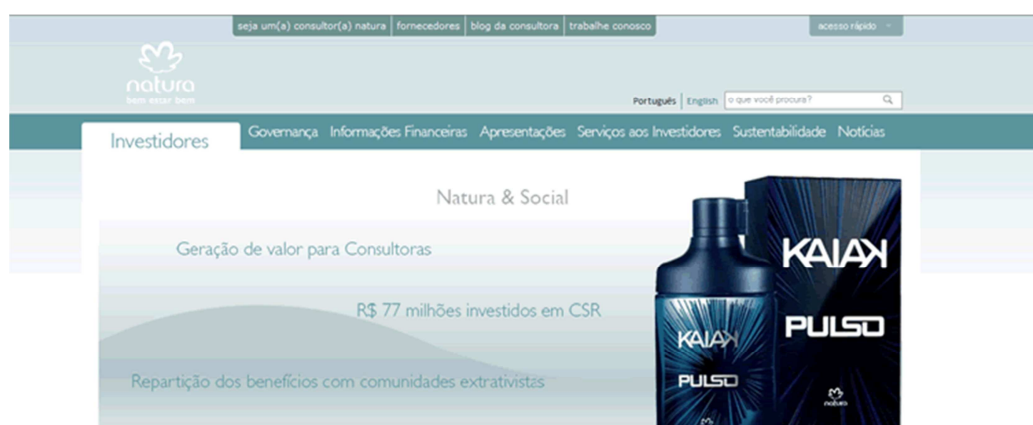 seja um(a) consultor(a) natura fornecedores blog da consultora trabalhe conosco acesso rápido
natura
bem estar bem
Português English o que você procura?
Investidores Governança Informações Financeiras Apresentações Serviços aos Investidores Sustentabilidade Notícias
Natura & Social
Geração de valor para Consultoras
R$ 77 milhões investidos em CSR
Repartição dos benefícios com comunidades extrativistas
KAIAK
PULSO
natura
KAIAK
PULSO